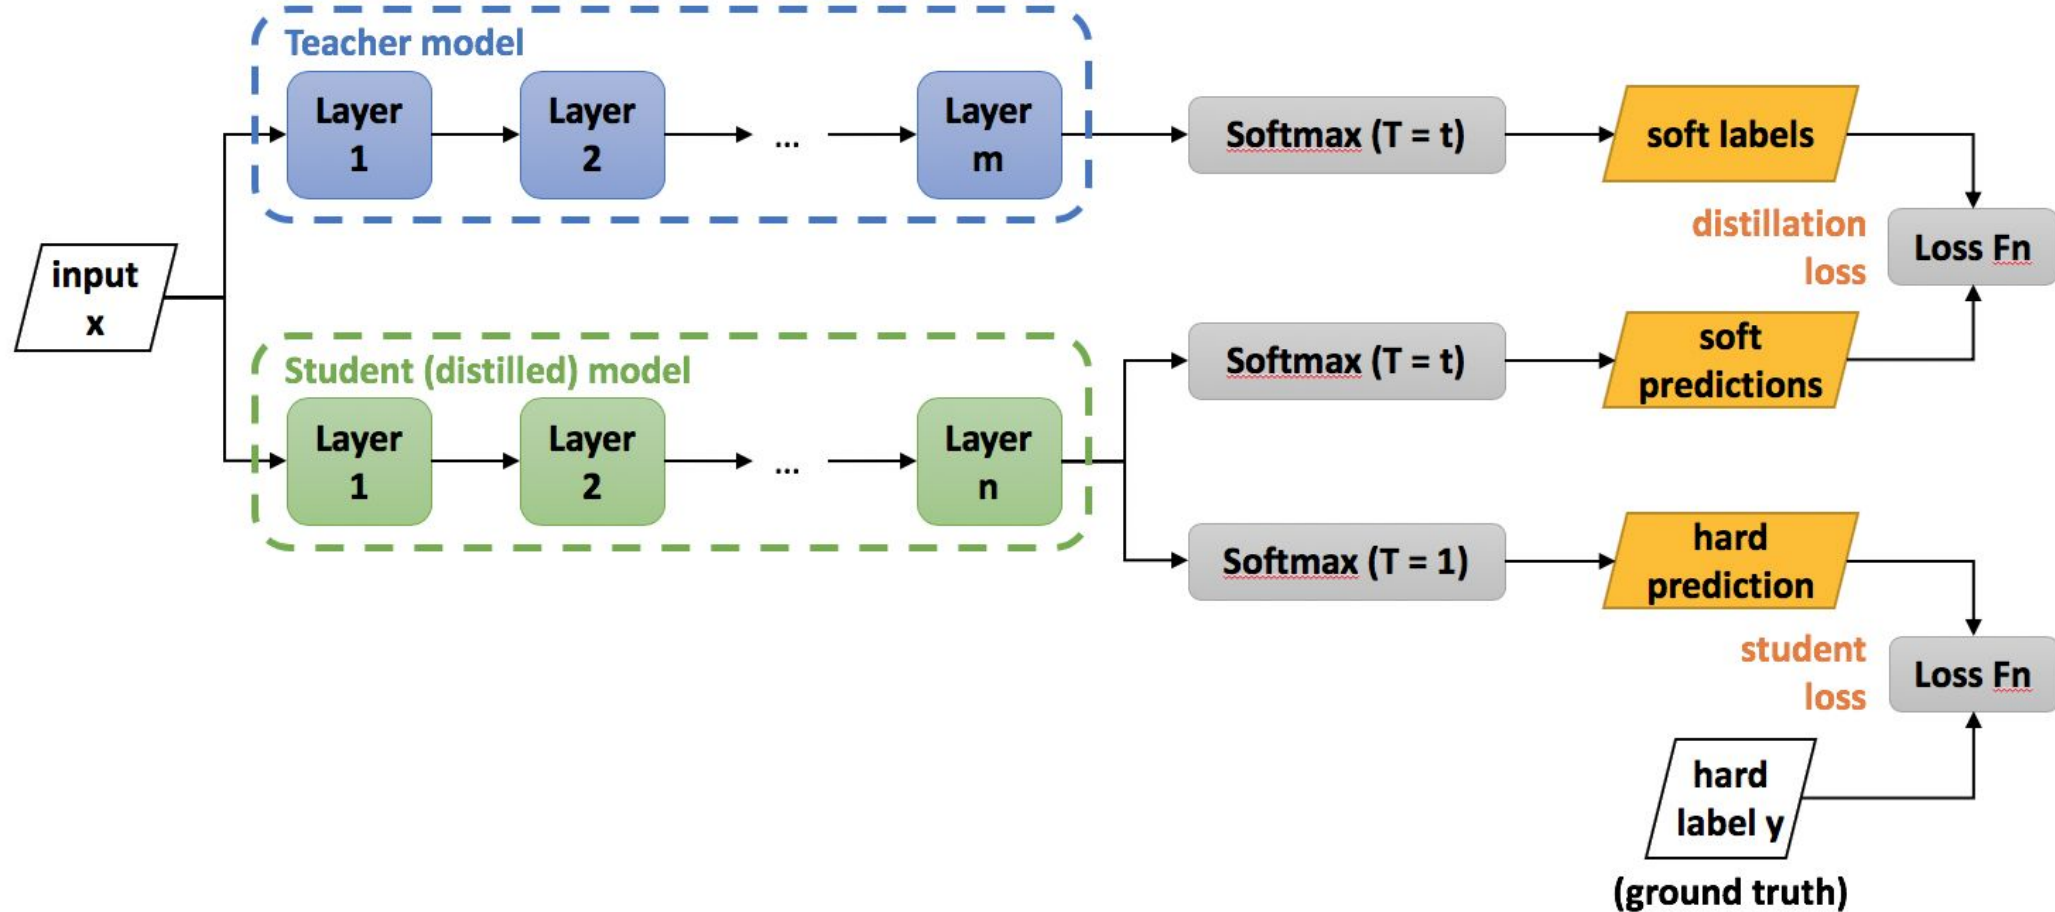 Teacher model
Layer
1
Layer
2
...
Layer
m
Softmax (T = t)
soft labels
distillation
loss
Loss Fn
input
x
Student (distilled) model
Layer
1
Layer
2
...
Layer
n
Softmax (T = t)
soft
predictions
Softmax (T = 1)
hard
prediction
student
loss
Loss Fn
hard
label y
(ground truth)